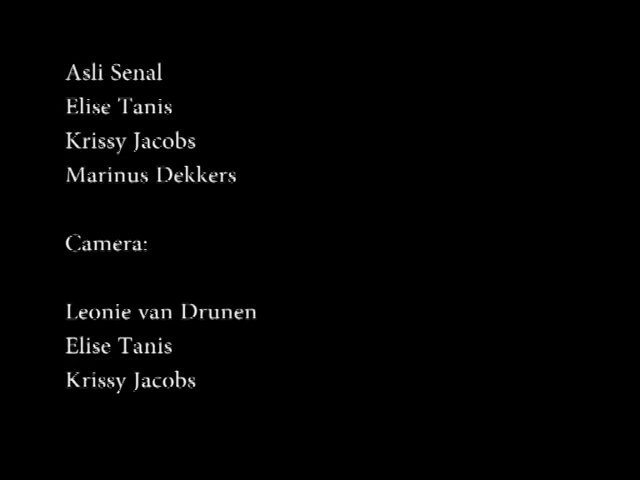 Asli Senal
Elise Tanis
Krissy Jacobs
Marinus Dekkers
Camera:
Leonie van Drunen
Elise Tanis
Krissy Jacobs